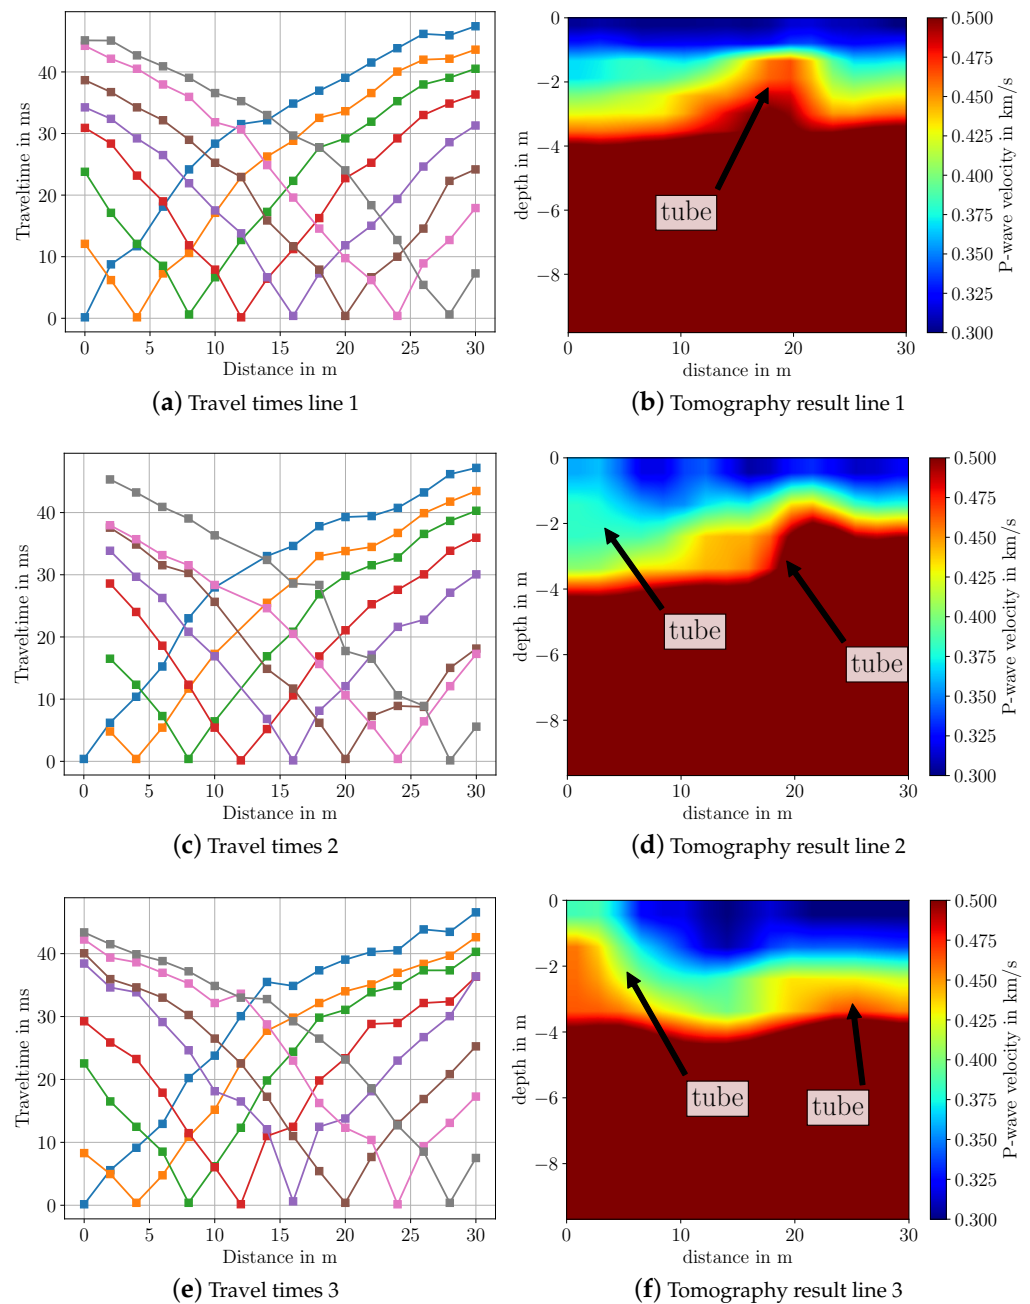 40
30
20
10
0
Traveltime in ms
0 5 10 15 20 25 30
Distance in m
(a) Travel times line 1
0
−2
−4
−6
−8
depth in m
tube
0 10 20 30
distance in m
0.500
0.475
0.450
0.425
0.400
0.375
0.350
0.325
0.300
P-wave velocity in km/s
(b) Tomography result line 1
40
30
20
10
0
Traveltime in ms
0 5 10 15 20 25 30
Distance in m
(c) Travel times 2
0
−2
−4
−6
−8
depth in m
tube
tube
0 10 20 30
distance in m
0.500
0.475
0.450
0.425
0.400
0.375
0.350
0.325
0.300
P-wave velocity in km/s
(d) Tomography result line 2
40
30
20
10
0
Traveltime in ms
0 5 10 15 20 25 30
Distance in m
(e) Travel times 3
0
−2
−4
−6
−8
depth in m
tube
tube
0 10 20 30
distance in m
0.500
0.475
0.450
0.425
0.400
0.375
0.350
0.325
0.300
P-wave velocity in km/s
(f) Tomography result line 3